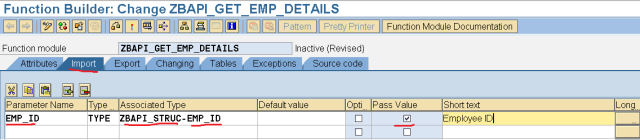 Function Builder: Change ZBAPI_GET_EMP_DETAILS
Pattern Pretty Printer Function Module Documentation
Function module ZBAPI_GET_EMP_DETAILS Inactive (Revised)
Attributes Import Export Changing Tables Exceptions Source code
Parameter Name Type Associated Type Default value Opti Pass Value Short text Long
EMP_ID TYPE ZBAPI_STRUC-EMP_ID Employee ID